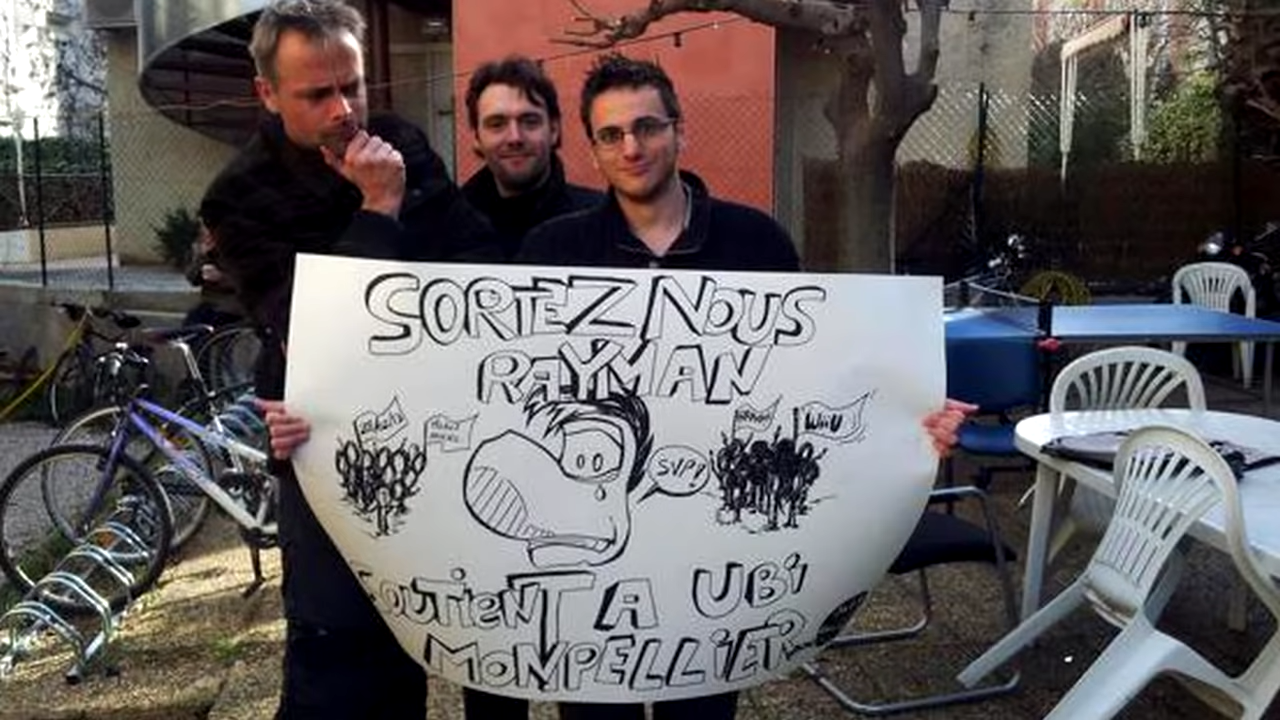 SORTEZ NOUS
RAYMAN
WiiU
SVP!
SOUTIENT A UBI
MONPELLIER